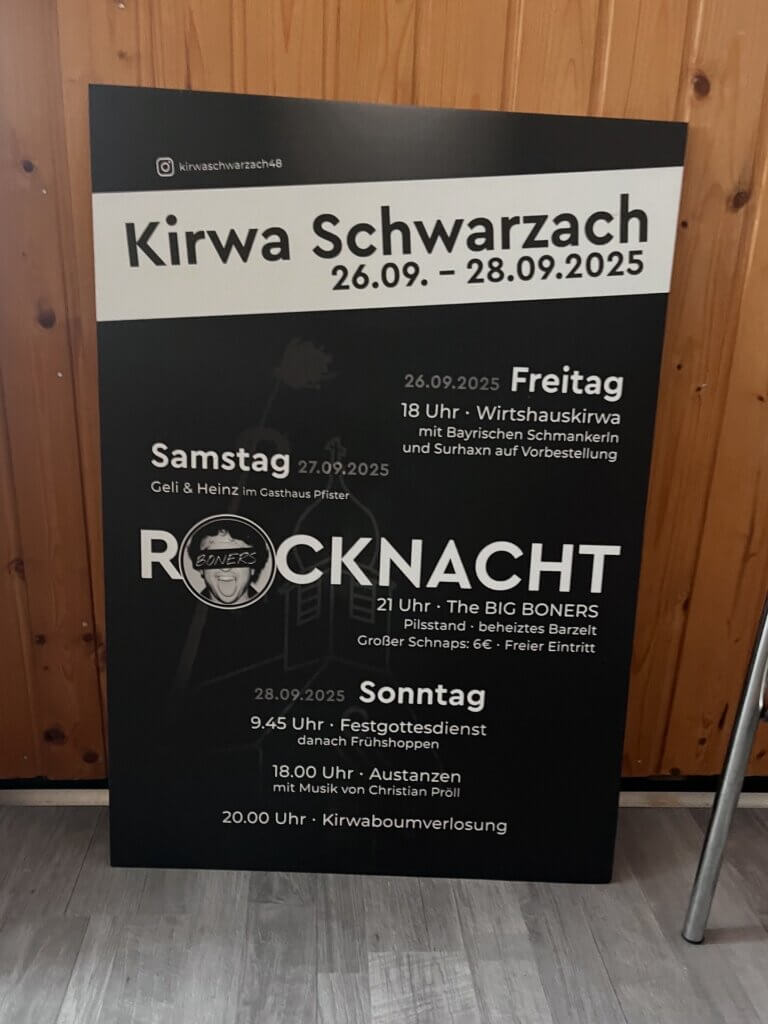 kirwaschwarzach48
Kirwa Schwarzach
26.09. – 28.09.2025
26.09.2025 Freitag
18 Uhr · Wirtshauskirwa
mit Bayrischen Schmankerln
und Surhaxn auf Vorbestellung
Samstag 27.09.2025
Geli & Heinz im Gasthaus Pfister
ROCKNACHT
BONERS
21 Uhr · The BIG BONERS
Pilsstand · beheiztes Barzelt
Großer Schnaps: 6€ · Freier Eintritt
28.09.2025 Sonntag
9.45 Uhr · Festgottesdienst
danach Frühshoppen
18.00 Uhr · Austanzen
mit Musik von Christian Pröll
20.00 Uhr · Kirwaboumverlosung